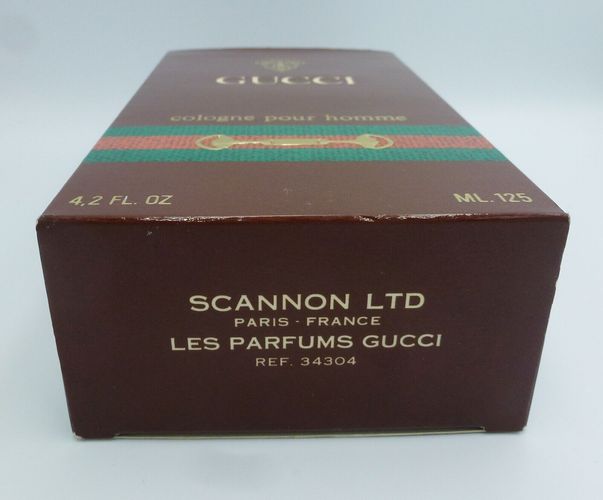 GUCCI
cologne pour homme
4,2 FL. OZ
ML.125
SCANNON LTD
PARIS - FRANCE
LES PARFUMS GUCCI
REF. 34304